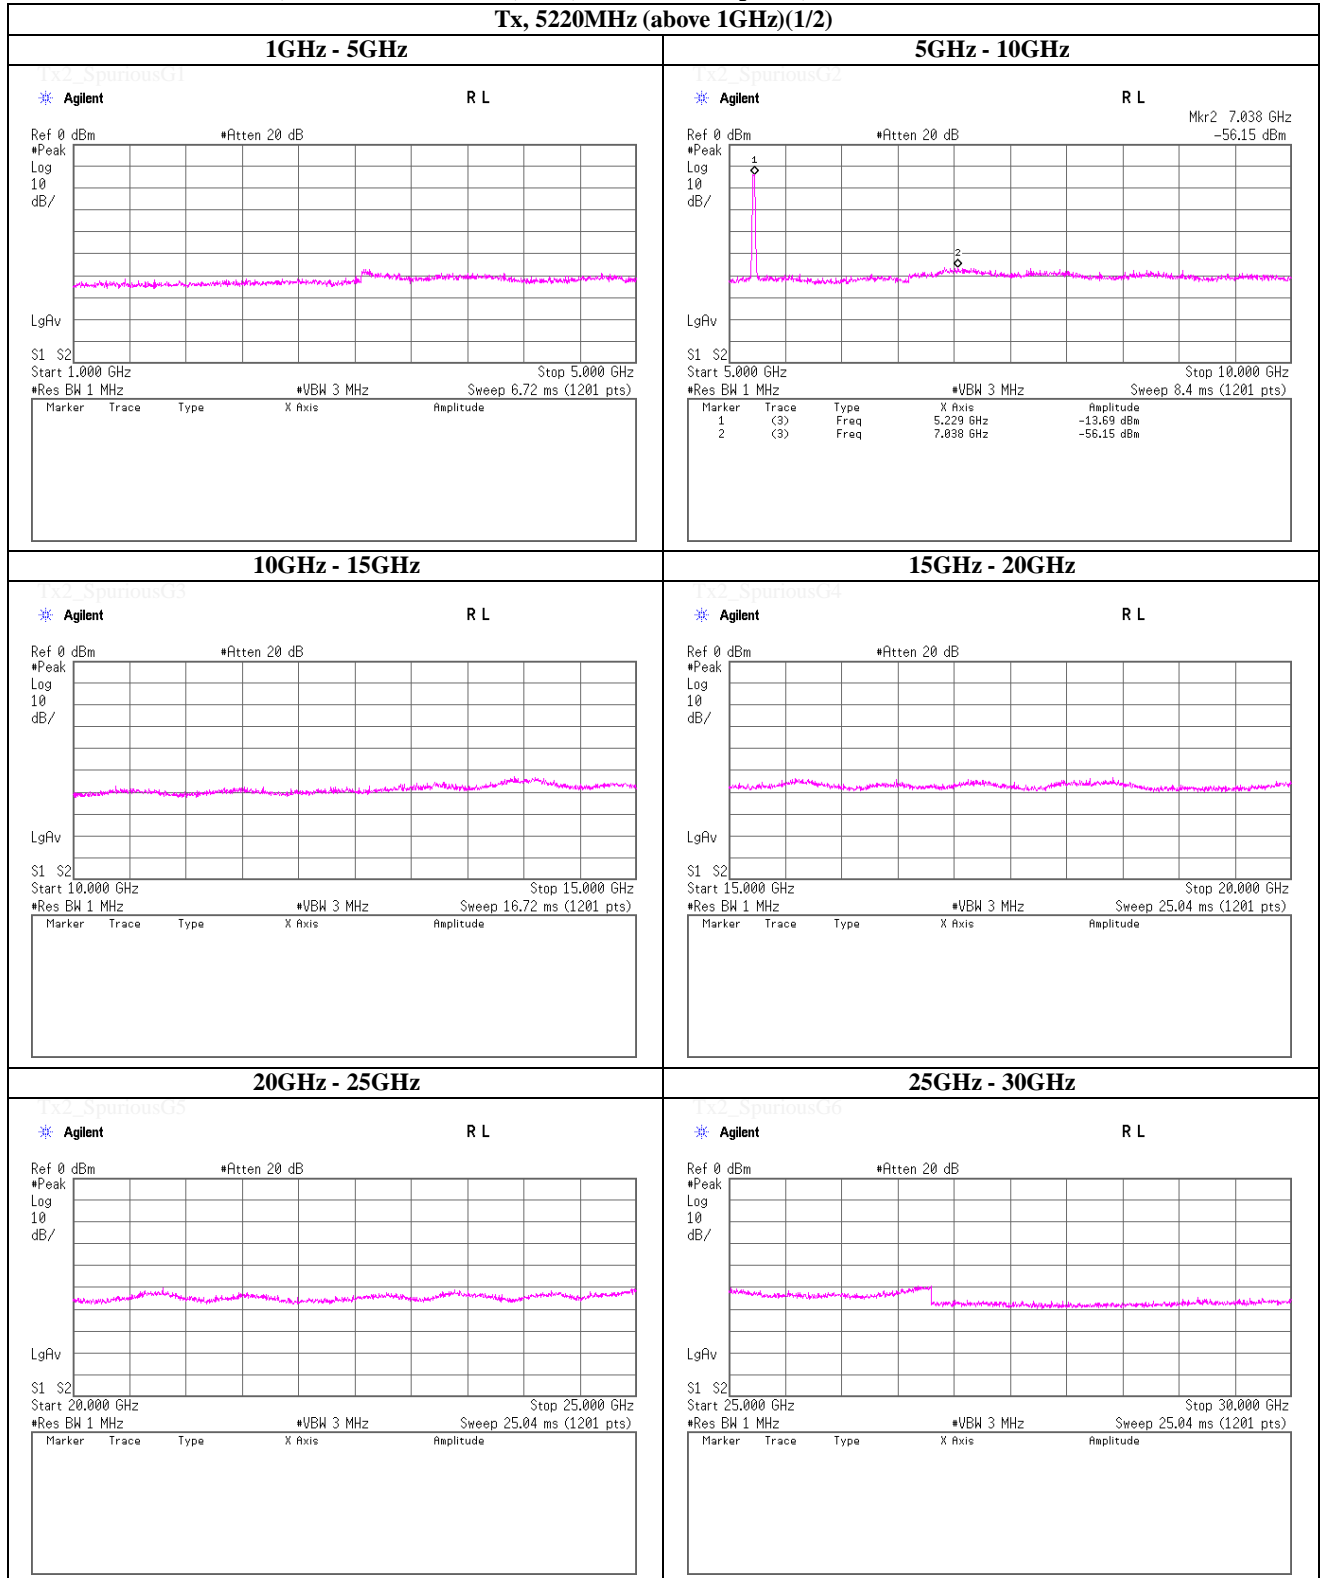 Tx, 5220MHz (above 1GHz)(1/2)
1GHz - 5GHz
Tx2_SpuriousG1
Agilent R L
Ref 0 dBm #Atten 20 dB
#Peak
Log
10
dB/
LgAv
S1 S2
Start 1.000 GHz Stop 5.000 GHz
#Res BW 1 MHz #VBW 3 MHz Sweep 6.72 ms (1201 pts)
Marker Trace Type X Axis Amplitude
5GHz - 10GHz
Tx2_SpuriousG2
Agilent R L
Mkr2 7.038 GHz
Ref 0 dBm #Atten 20 dB -56.15 dBm
#Peak
Log
10
dB/
1
2
LgAv
S1 S2
Start 5.000 GHz Stop 10.000 GHz
#Res BW 1 MHz #VBW 3 MHz Sweep 8.4 ms (1201 pts)
Marker Trace Type X Axis Amplitude
1 (3) Freq 5.229 GHz -13.69 dBm
2 (3) Freq 7.038 GHz -56.15 dBm
10GHz - 15GHz
Tx2_SpuriousG3
Agilent R L
Ref 0 dBm #Atten 20 dB
#Peak
Log
10
dB/
LgAv
S1 S2
Start 10.000 GHz Stop 15.000 GHz
#Res BW 1 MHz #VBW 3 MHz Sweep 16.72 ms (1201 pts)
Marker Trace Type X Axis Amplitude
15GHz - 20GHz
Tx2_SpuriousG4
Agilent R L
Ref 0 dBm #Atten 20 dB
#Peak
Log
10
dB/
LgAv
S1 S2
Start 15.000 GHz Stop 20.000 GHz
#Res BW 1 MHz #VBW 3 MHz Sweep 25.04 ms (1201 pts)
Marker Trace Type X Axis Amplitude
20GHz - 25GHz
Tx2_SpuriousG5
Agilent R L
Ref 0 dBm #Atten 20 dB
#Peak
Log
10
dB/
LgAv
S1 S2
Start 20.000 GHz Stop 25.000 GHz
#Res BW 1 MHz #VBW 3 MHz Sweep 25.04 ms (1201 pts)
Marker Trace Type X Axis Amplitude
25GHz - 30GHz
Tx2_SpuriousG6
Agilent R L
Ref 0 dBm #Atten 20 dB
#Peak
Log
10
dB/
LgAv
S1 S2
Start 25.000 GHz Stop 30.000 GHz
#Res BW 1 MHz #VBW 3 MHz Sweep 25.04 ms (1201 pts)
Marker Trace Type X Axis Amplitude